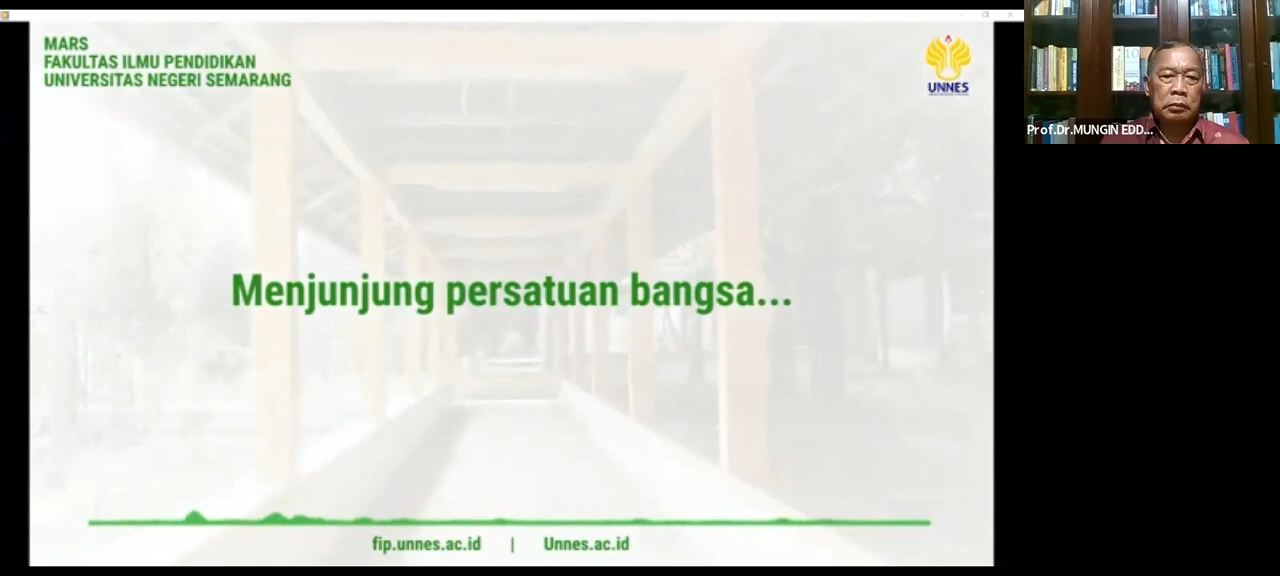 MARS
FAKULTAS ILMU PENDIDIKAN
UNIVERSITAS NEGERI SEMARANG
UNNES
Prof.Dr.MUNGIN EDD...
Menjunjung persatuan bangsa...
fip.unnes.ac.id | Unnes.ac.id